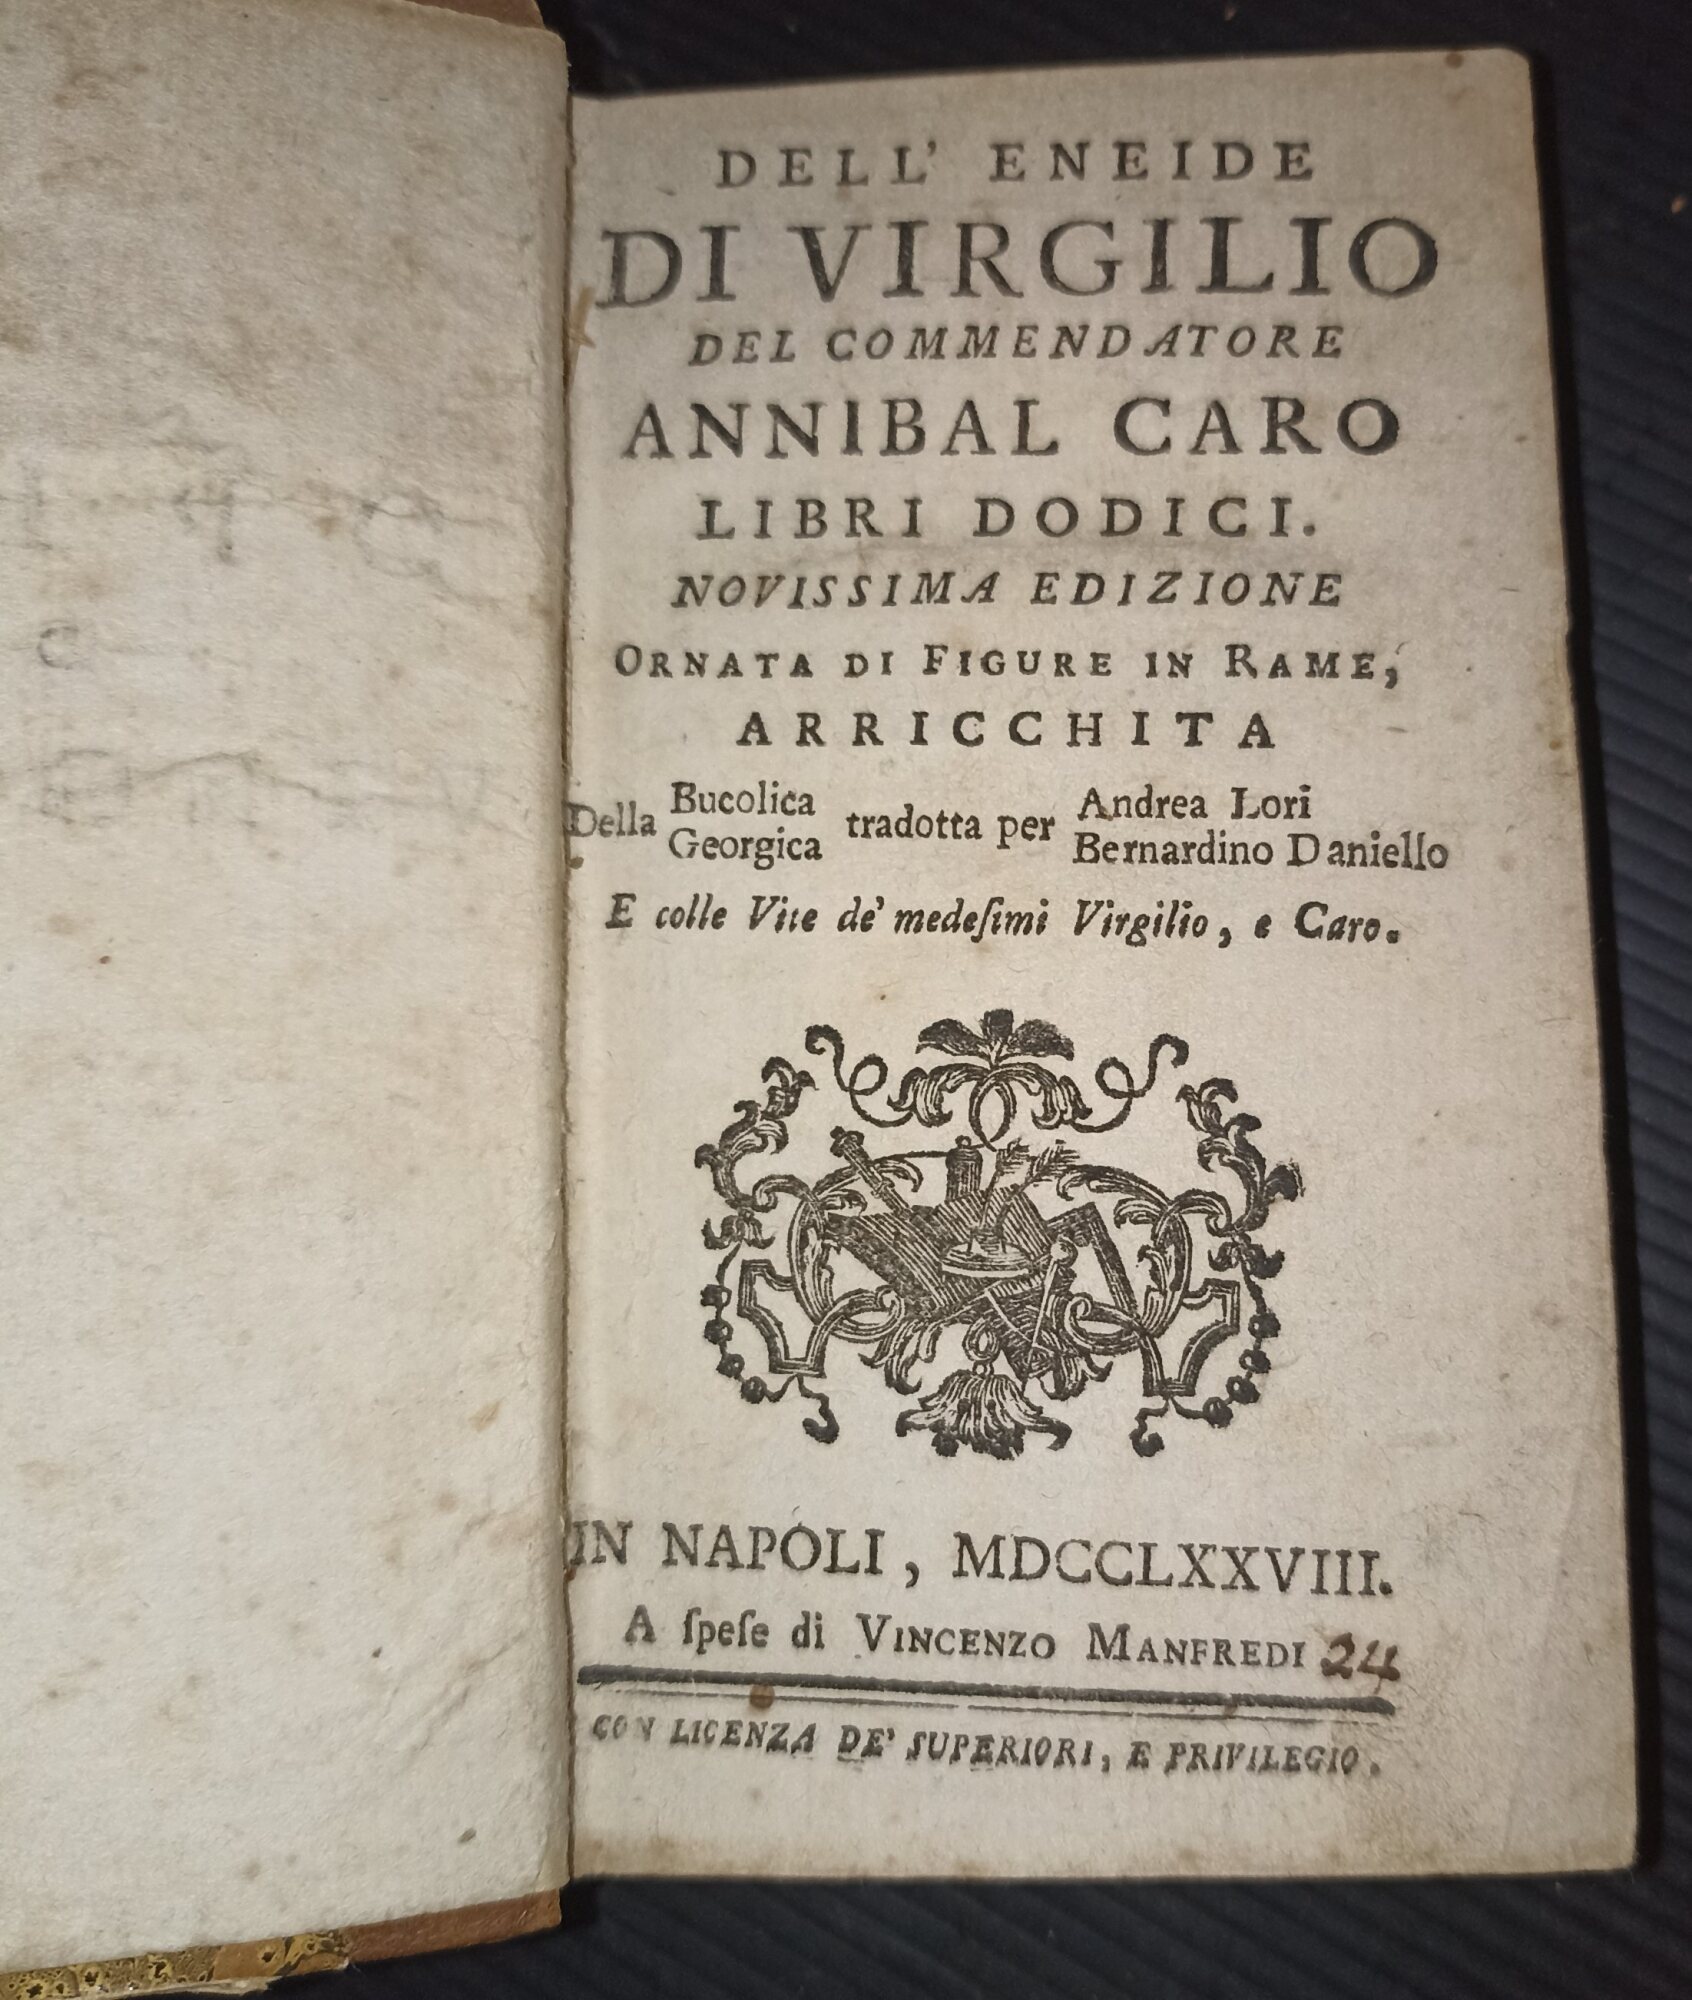 DELL' ENEIDE
DI VIRGILIO
DEL COMMENDATORE
ANNIBAL CARO
LIBRI DODICI.
NOVISSIMA EDIZIONE
ORNATA DI FIGURE IN RAME,
ARRICCHITA
Della Bucolica Georgica tradotta per Andrea Lori Bernardino Daniello
E colle Vite de' medeſimi Virgilio, e Caro.
IN NAPOLI, MDCCLXXVIII.
A ſpeſe di VINCENZO MANFREDI 24
CON LICENZA DE' SUPERIORI, E PRIVILEGIO.